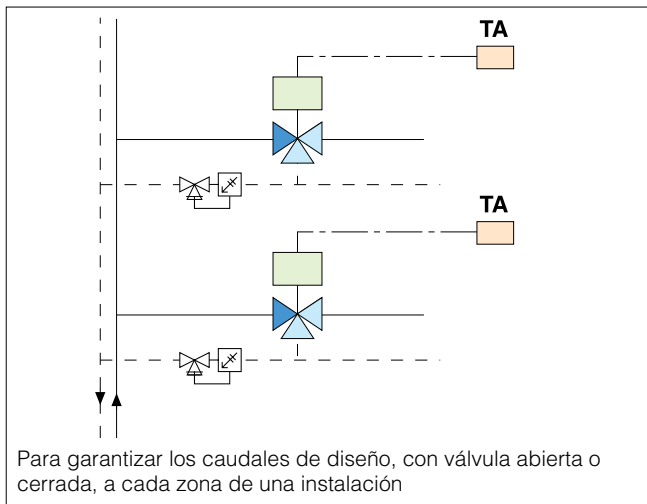 TA
TA
Para garantizar los caudales de diseño, con válvula abierta o
cerrada, a cada zona de una instalación